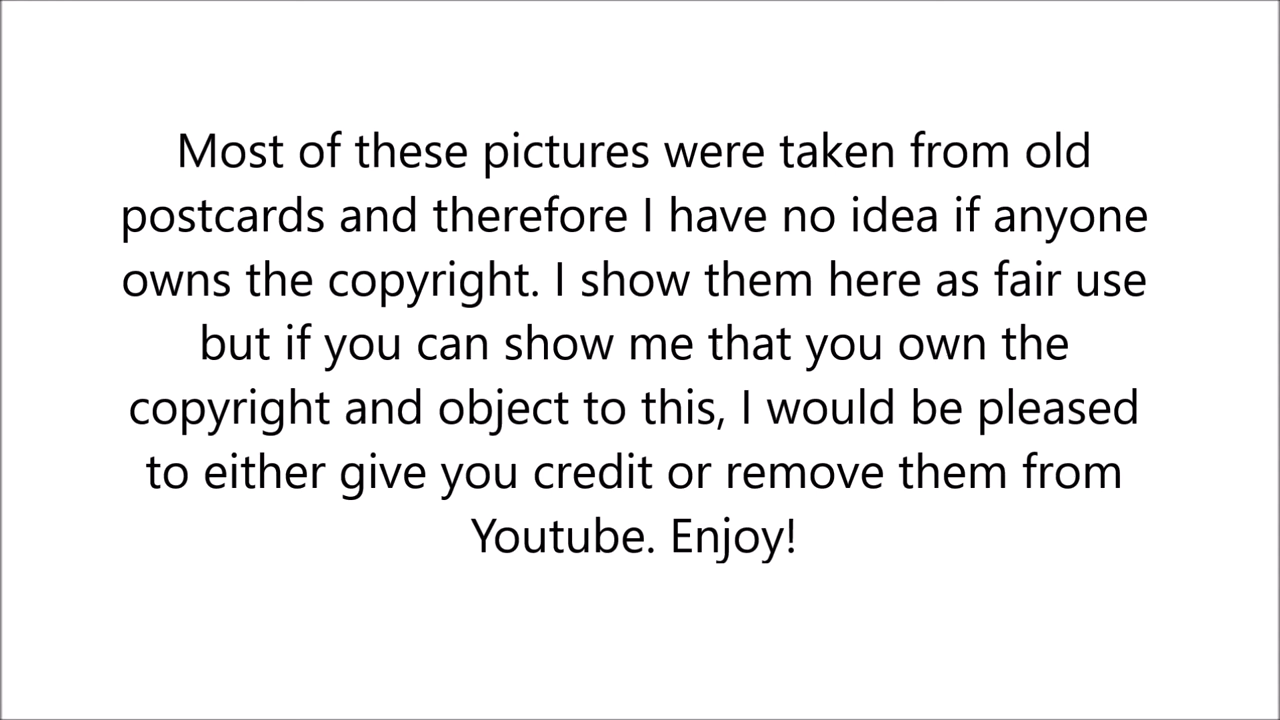 Most of these pictures were taken from old
postcards and therefore I have no idea if anyone
owns the copyright. I show them here as fair use
but if you can show me that you own the
copyright and object to this, I would be pleased
to either give you credit or remove them from
Youtube. Enjoy!